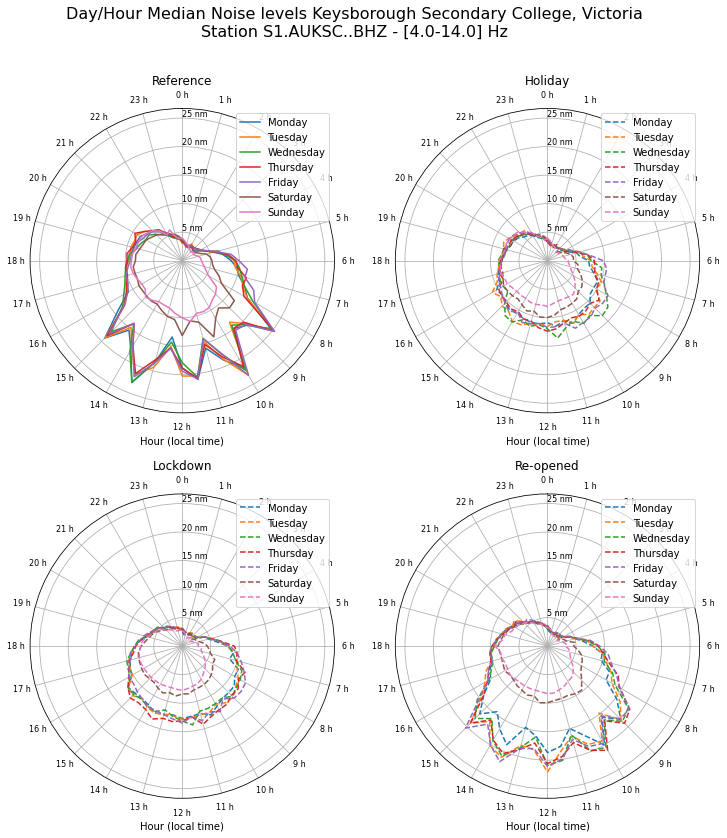 Day/Hour Median Noise levels Keysborough Secondary College, Victoria
Station S1.AUKSC..BHZ - [4.0-14.0] Hz
Reference
0 h
1 h
5 h
6 h
7 h
8 h
9 h
10 h
11 h
12 h
13 h
14 h
15 h
16 h
17 h
18 h
19 h
20 h
21 h
22 h
23 h
25 nm
20 nm
15 nm
10 nm
5 nm
Monday
Tuesday
Wednesday
Thursday
Friday
Saturday
Sunday
Hour (local time)
Holiday
0 h
1 h
5 h
6 h
7 h
8 h
9 h
10 h
11 h
12 h
13 h
14 h
15 h
16 h
17 h
18 h
19 h
20 h
21 h
22 h
23 h
25 nm
20 nm
15 nm
10 nm
5 nm
Monday
Tuesday
Wednesday
Thursday
Friday
Saturday
Sunday
Hour (local time)
Lockdown
0 h
1 h
5 h
6 h
7 h
8 h
9 h
10 h
11 h
12 h
13 h
14 h
15 h
16 h
17 h
18 h
19 h
20 h
21 h
22 h
23 h
25 nm
20 nm
15 nm
10 nm
5 nm
Monday
Tuesday
Wednesday
Thursday
Friday
Saturday
Sunday
Hour (local time)
Re-opened
0 h
1 h
5 h
6 h
7 h
8 h
9 h
10 h
11 h
12 h
13 h
14 h
15 h
16 h
17 h
18 h
19 h
20 h
21 h
22 h
23 h
25 nm
20 nm
15 nm
10 nm
5 nm
Monday
Tuesday
Wednesday
Thursday
Friday
Saturday
Sunday
Hour (local time)